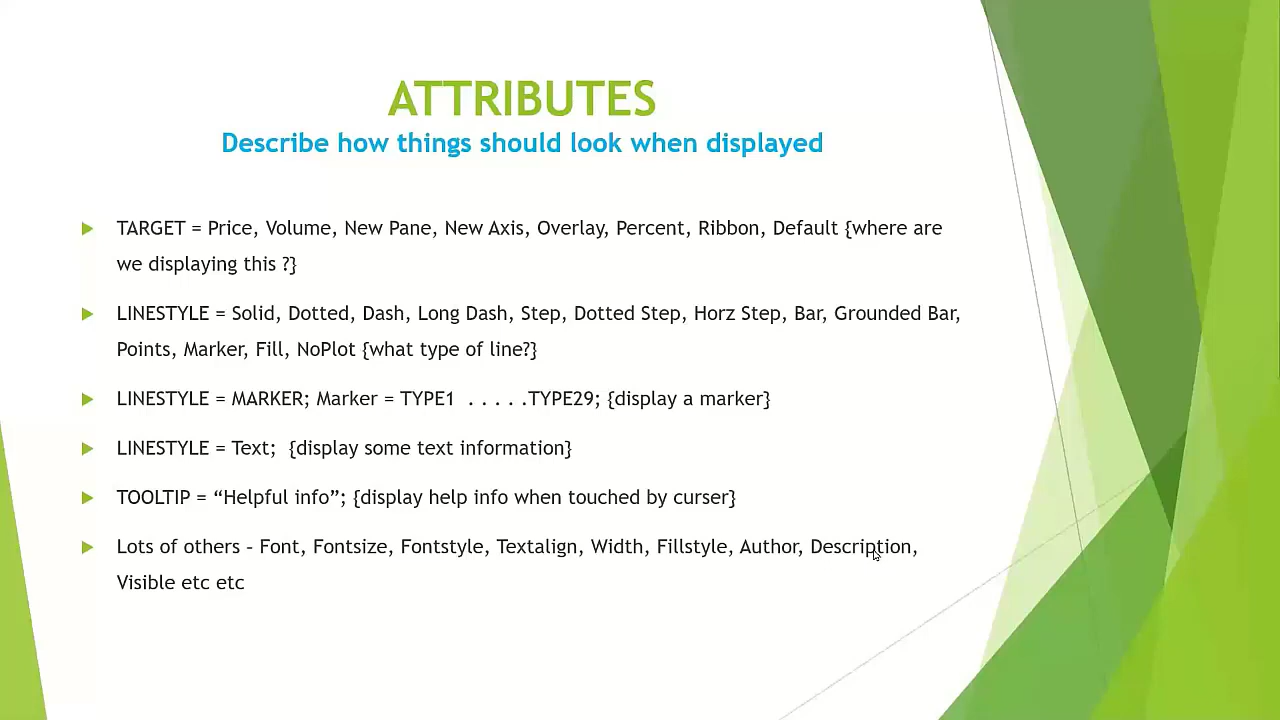 ATTRIBUTES
Describe how things should look when displayed
TARGET = Price, Volume, New Pane, New Axis, Overlay, Percent, Ribbon, Default {where are
we displaying this ?}
LINESTYLE = Solid, Dotted, Dash, Long Dash, Step, Dotted Step, Horz Step, Bar, Grounded Bar,
Points, Marker, Fill, NoPlot {what type of line?}
LINESTYLE = MARKER; Marker = TYPE1 . . . . .TYPE29; {display a marker}
LINESTYLE = Text; {display some text information}
TOOLTIP = “Helpful info”; {display help info when touched by curser}
Lots of others – Font, Fontsize, Fontstyle, Textalign, Width, Fillstyle, Author, Description,
Visible etc etc